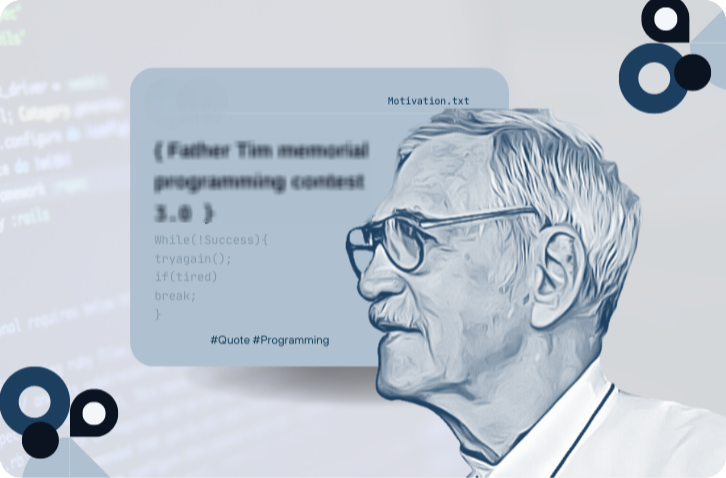 Motivation.txt
{ Father Tim memorial
programming contest
3.0 }
While(!Success){
tryagain();
if(tired)
break;
}
#Quote #Programming